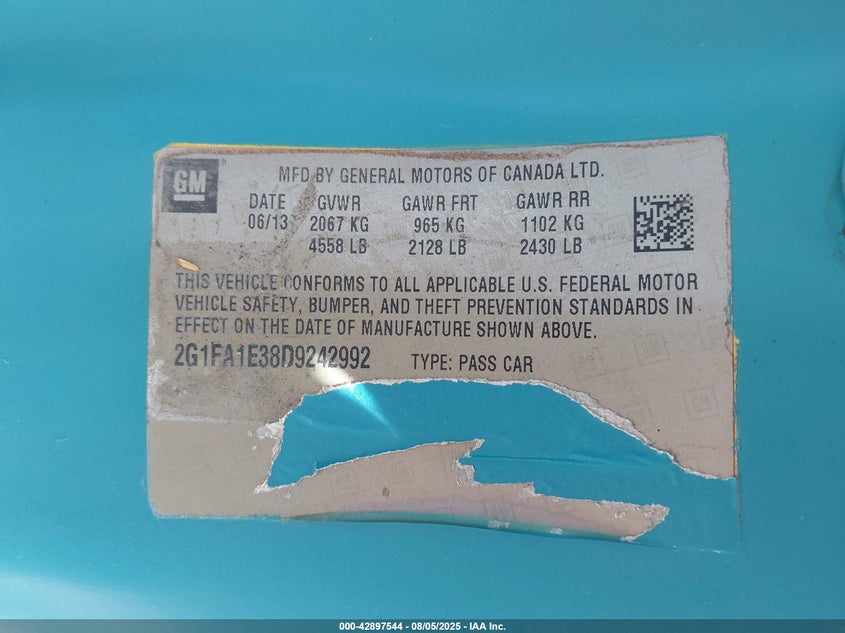 GM
MFD BY GENERAL MOTORS OF CANADA LTD.
DATE GVWR GAWR FRT GAWR RR
06/13 2067 KG 965 KG 1102 KG
4558 LB 2128 LB 2430 LB
THIS VEHICLE CONFORMS TO ALL APPLICABLE U.S. FEDERAL MOTOR
VEHICLE SAFETY, BUMPER, AND THEFT PREVENTION STANDARDS IN
EFFECT ON THE DATE OF MANUFACTURE SHOWN ABOVE.
2G1FA1E38D9242992 TYPE: PASS CAR
000-42897544 - 08/05/2025 - IAA Inc.